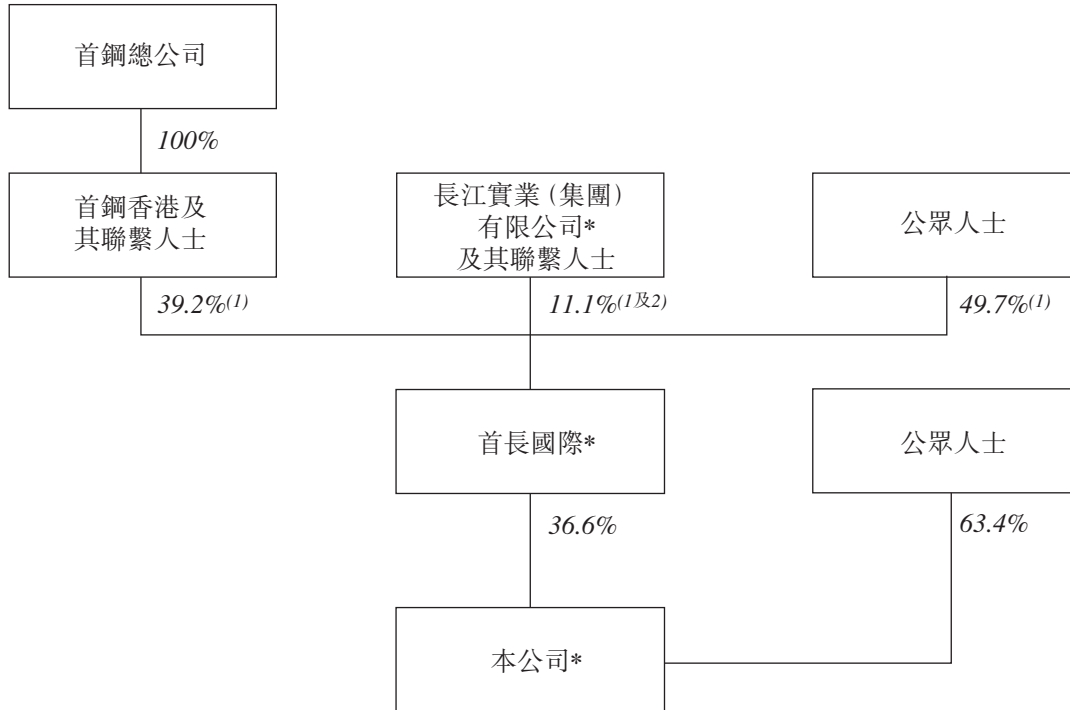 首鋼總公司
100%
首鋼香港及
其聯繫人士
長江實業(集團)
有限公司*
及其聯繫人士
公眾人士
39.2%(1)
11.1%(1及2)
49.7%(1)
首長國際*
公眾人士
36.6%
63.4%
本公司*